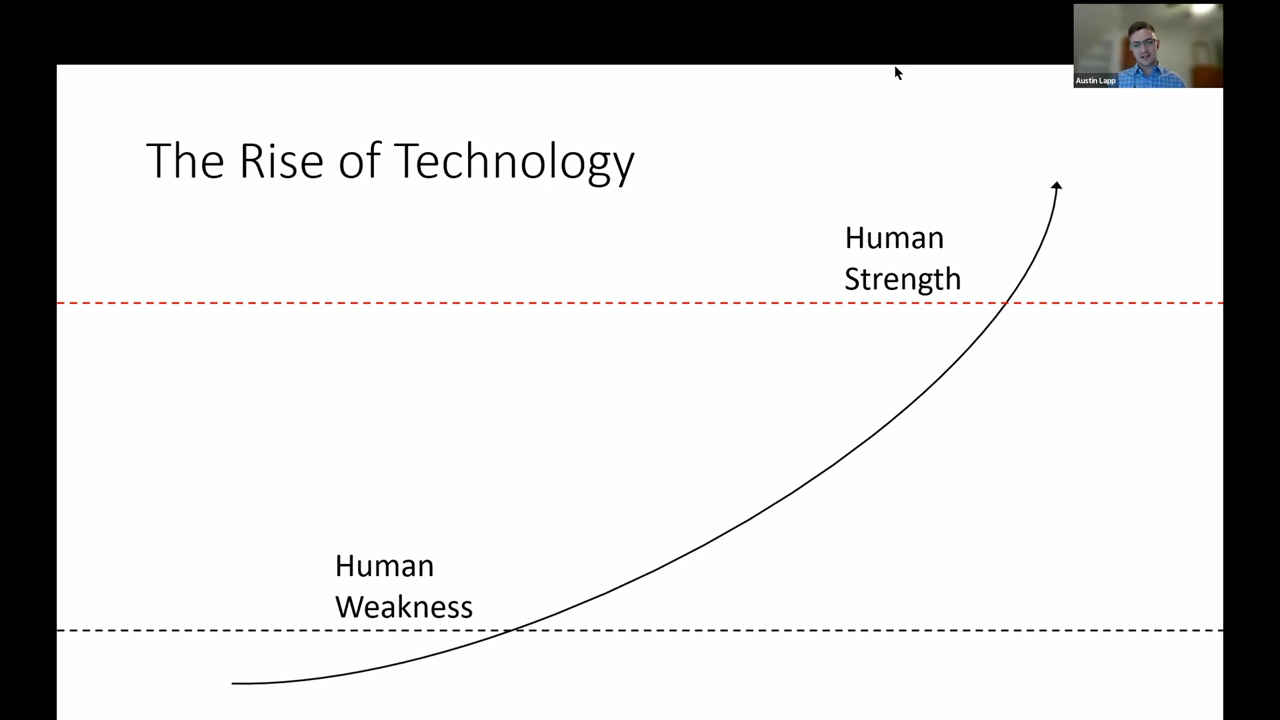 Austin Lapp
The Rise of Technology
Human
Strength
Human
Weakness